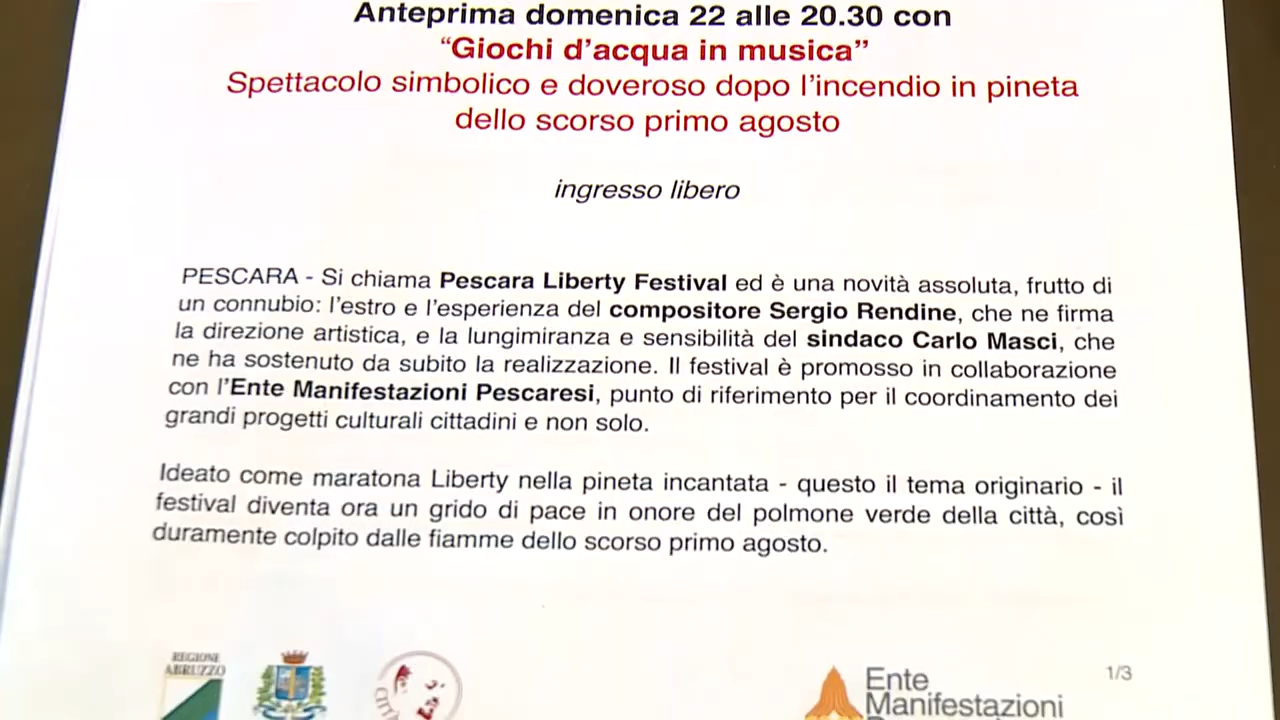 Anteprima domenica 22 alle 20.30 con
“Giochi d’acqua in musica”
Spettacolo simbolico e doveroso dopo l’incendio in pineta
dello scorso primo agosto
ingresso libero
PESCARA - Si chiama Pescara Liberty Festival ed è una novità assoluta, frutto di
un connubio: l’estro e l’esperienza del compositore Sergio Rendine, che ne firma
la direzione artistica, e la lungimiranza e sensibilità del sindaco Carlo Masci, che
ne ha sostenuto da subito la realizzazione. Il festival è promosso in collaborazione
con l’Ente Manifestazioni Pescaresi, punto di riferimento per il coordinamento dei
grandi progetti culturali cittadini e non solo.
Ideato come maratona Liberty nella pineta incantata - questo il tema originario - il
festival diventa ora un grido di pace in onore del polmone verde della città, così
duramente colpito dalle fiamme dello scorso primo agosto.
REGIONE
ABRUZZO
Ente
Manifestazioni
1/3